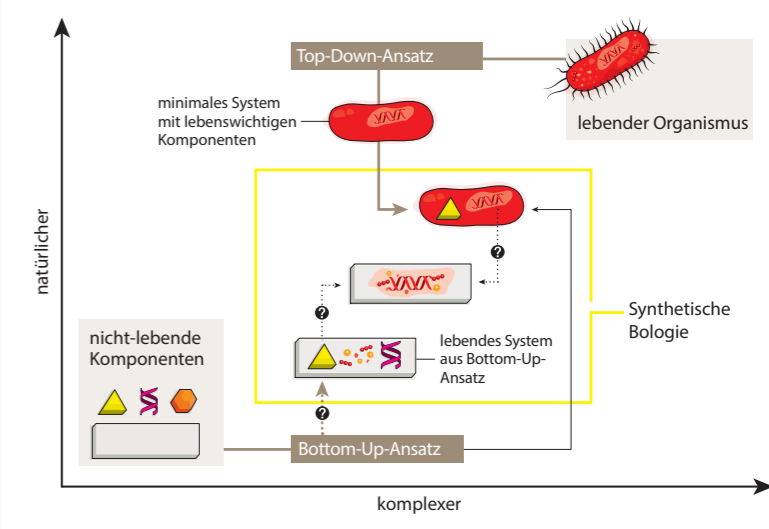 Top-Down-Ansatz
lebender Organismus
minimales System
mit lebenswichtigen
Komponenten
natürlicher
?
?
nicht-lebende
Komponenten
lebendes System
aus Bottom-Up-
Ansatz
Synthetische
Bologie
?
Bottom-Up-Ansatz
komplexer